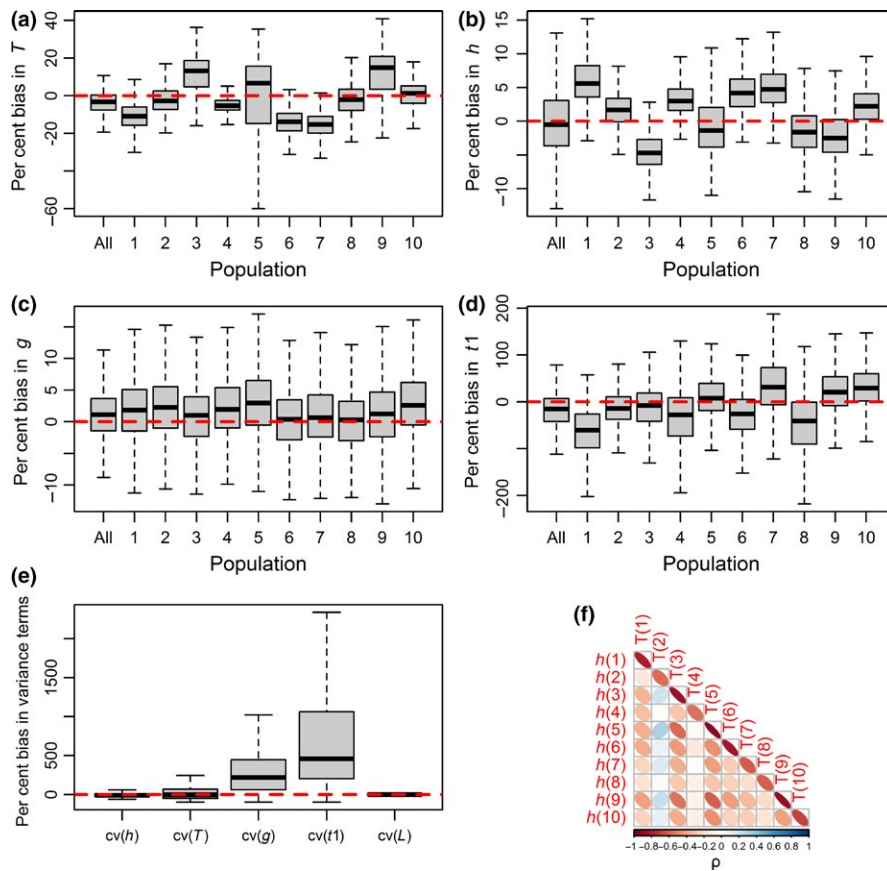 (a)
Per cent bias in T
40
20
0
−20
−60
All 1 2 3 4 5 6 7 8 9 10
Population
(b)
Per cent bias in h
15
10
5
0
−10
All 1 2 3 4 5 6 7 8 9 10
Population
(c)
Per cent bias in g
10
5
0
−10
All 1 2 3 4 5 6 7 8 9 10
Population
(d)
Per cent bias in t1
200
100
0
−200
All 1 2 3 4 5 6 7 8 9 10
Population
(e)
Per cent bias in variance terms
1500
500
0
cv(h) cv(T) cv(g) cv(t1) cv(L)
(f)
T(1)
h(1) T(2)
h(2) T(3)
h(3) T(4)
h(4) T(5)
h(5) T(6)
h(6) T(7)
h(7) T(8)
h(8) T(9)
h(9) T(10)
h(10)
−1 −0.8 −0.6 −0.4 −0.2 0 0.2 0.4 0.6 0.8 1
ρ